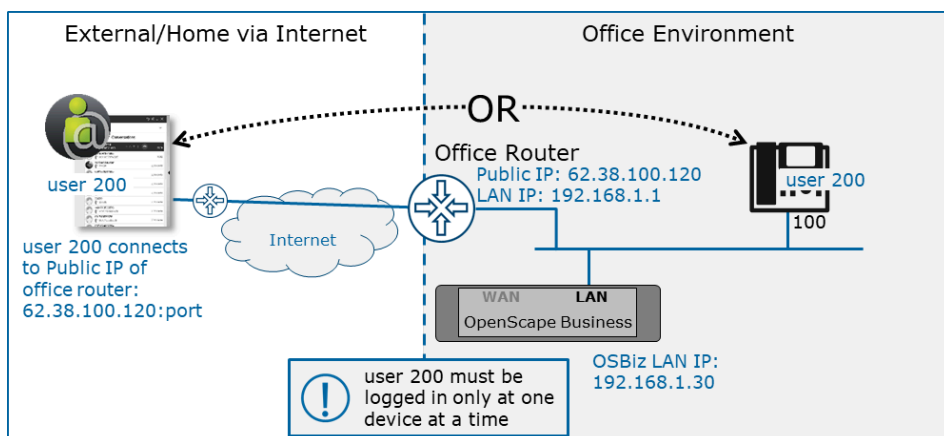 External/Home via Internet
Office Environment
OR
Office Router
Public IP: 62.38.100.120
LAN IP: 192.168.1.1
@
user 200
user 200
100
Internet
user 200 connects
to Public IP of
office router:
62.38.100.120:port
WAN LAN
OpenScape Business
OSBiz LAN IP:
192.168.1.30
user 200 must be
logged in only at one
device at a time